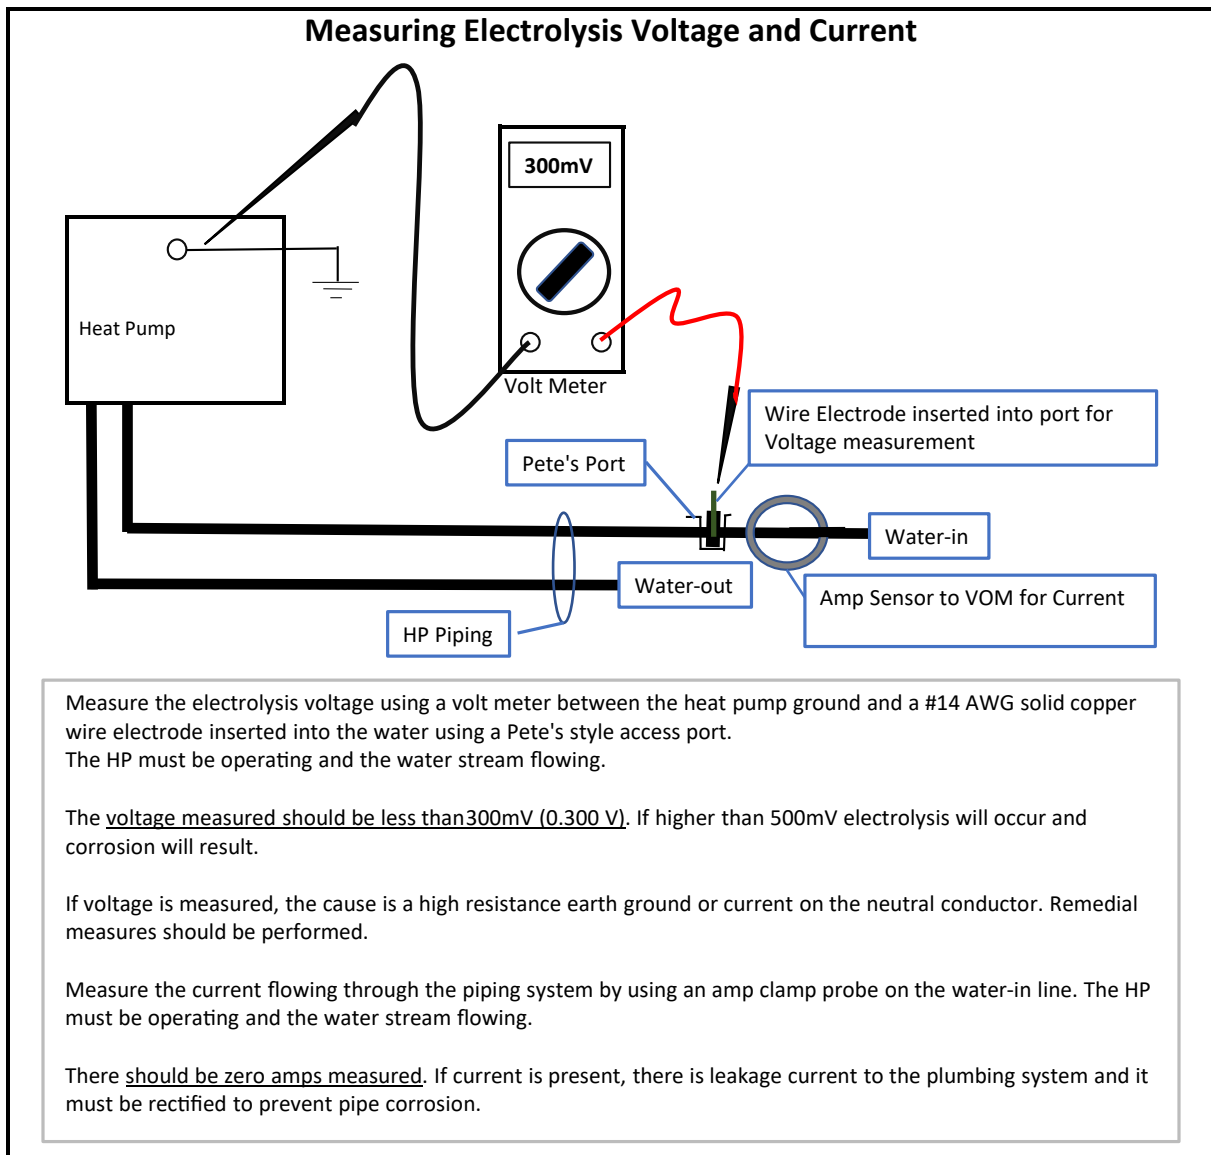 Measuring Electrolysis Voltage and Current
300mV
Heat Pump
Volt Meter
Wire Electrode inserted into port for
Voltage measurement
Pete's Port
Water-in
Water-out
Amp Sensor to VOM for Current
HP Piping
Measure the electrolysis voltage using a volt meter between the heat pump ground and a #14 AWG solid copper
wire electrode inserted into the water using a Pete's style access port.
The HP must be operating and the water stream flowing.
The voltage measured should be less than300mV (0.300 V). If higher than 500mV electrolysis will occur and
corrosion will result.
If voltage is measured, the cause is a high resistance earth ground or current on the neutral conductor. Remedial
measures should be performed.
Measure the current flowing through the piping system by using an amp clamp probe on the water-in line. The HP
must be operating and the water stream flowing.
There should be zero amps measured. If current is present, there is leakage current to the plumbing system and it
must be rectified to prevent pipe corrosion.